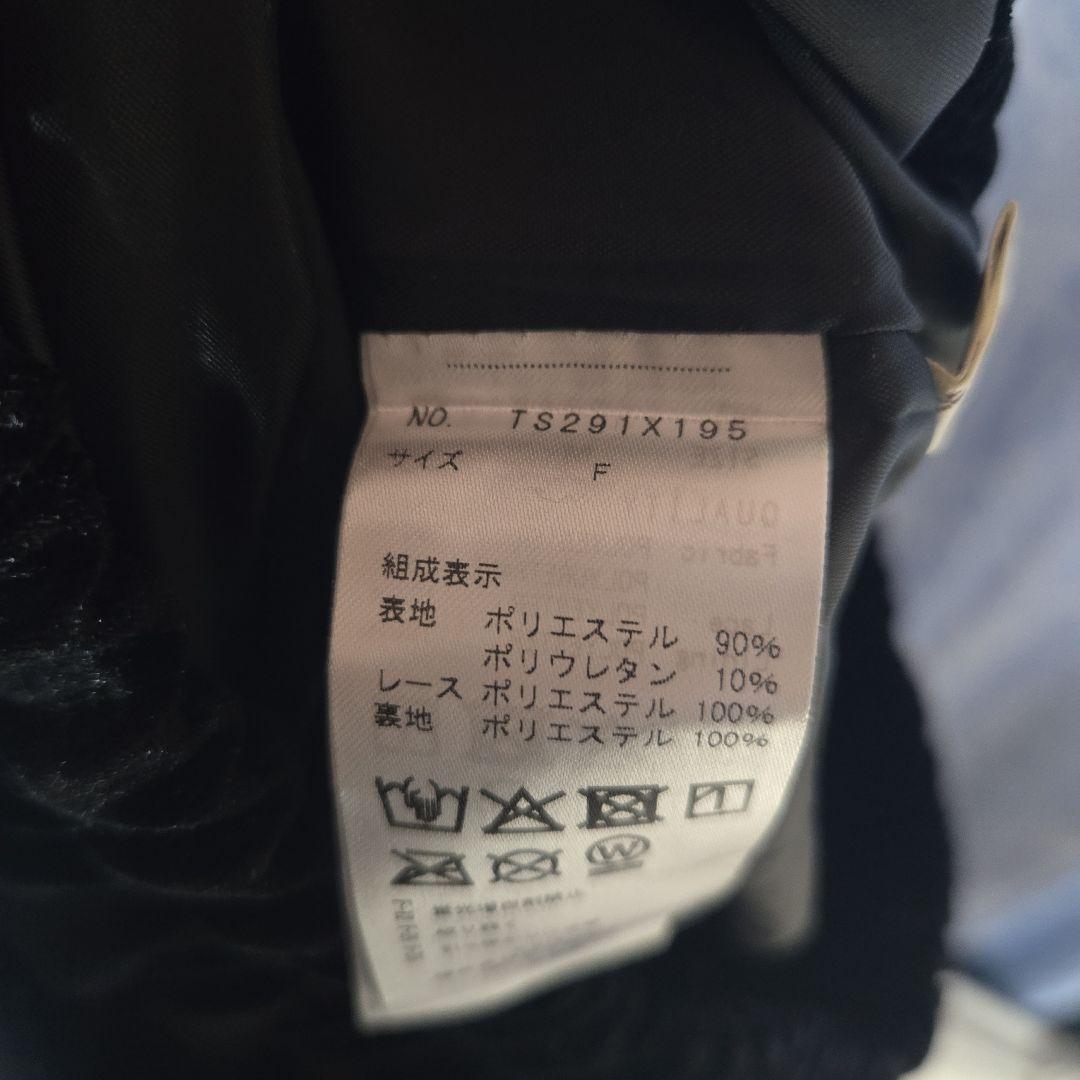 NO. TS291X195
サイズ F
組成表示
表地 ポリエステル 90%
ポリウレタン 10%
レース ポリエステル 100%
裏地 ポリエステル 100%
W